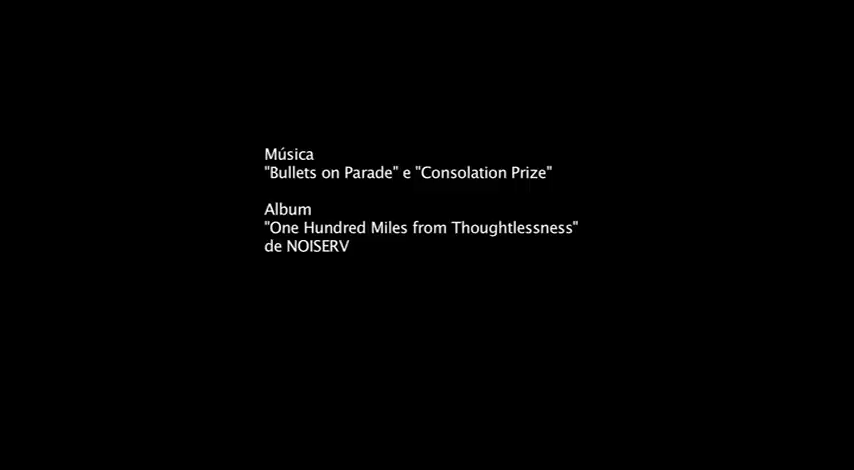 Música
"Bullets on Parade" e "Consolation Prize"
Album
"One Hundred Miles from Thoughtlessness"
de NOISERV